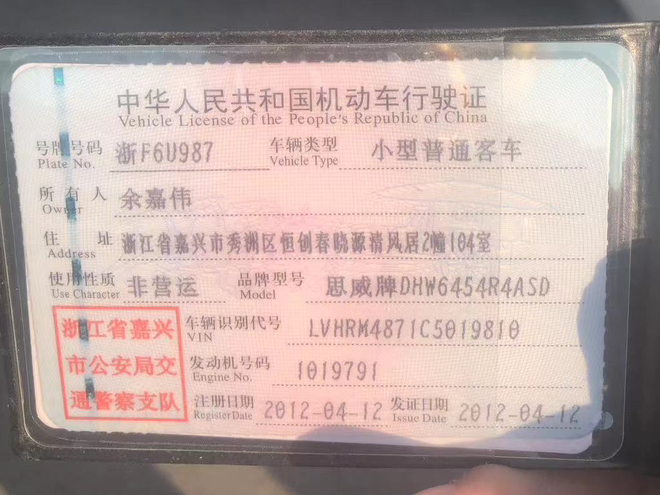 中华人民共和国机动车行驶证
Vehicle License of the People's Republic of China
号牌号码 浙F6U987 车辆类型 小型普通客车
Plate No. Vehicle Type
所有人 余嘉伟
Owner
住址 浙江省嘉兴市秀洲区恒创春晓源清风居2幢104室
Address
使用性质 非营运 品牌型号 思威牌DHW6454R4ASD
Use Character Model
浙江省嘉兴
市公安局交
通警察支队
车辆识别代号 LVHRM4871C5019810
VIN
发动机号码 1019791
Engine No.
注册日期 2012-04-12 发证日期 2012-04-12
Register Date Issue Date